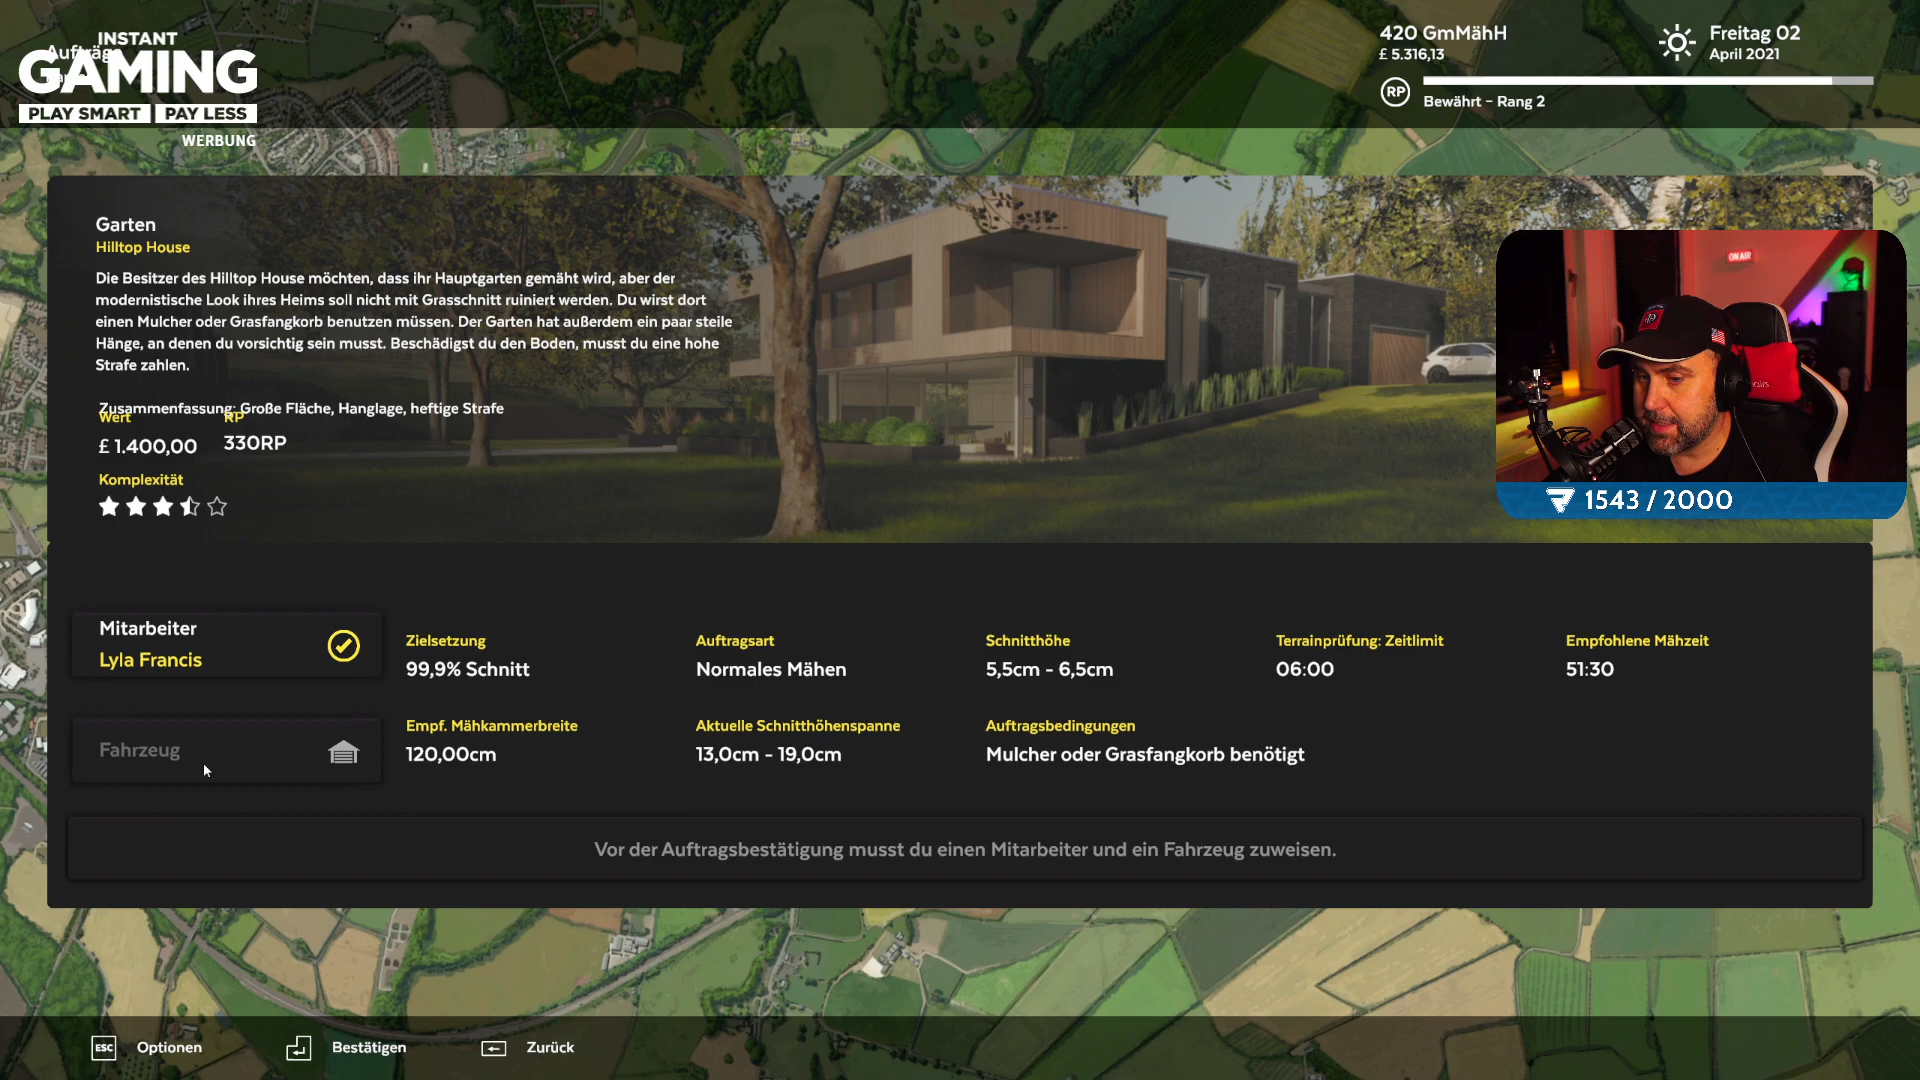 INSTANT
Aufträge
GAMING
PLAY SMART PAY LESS
WERBUNG
420 GmMähH
£ 5.316,13
RP
Bewährt - Rang 2
Freitag 02
April 2021
Garten
Hilltop House
Die Besitzer des Hilltop House möchten, dass ihr Hauptgarten gemäht wird, aber der
modernistische Look ihres Heims soll nicht mit Grasschnitt ruiniert werden. Du wirst dort
einen Mulcher oder Grasfangkorb benutzen müssen. Der Garten hat außerdem ein paar steile
Hänge, an denen du vorsichtig sein musst. Beschädigst du den Boden, musst du eine hohe
Strafe zahlen.
Zusammenfassung: Große Fläche, Hanglage, heftige Strafe
Wert RP
£ 1.400,00 330RP
Komplexität
ON AIR
1543 / 2000
Mitarbeiter
Lyla Francis
Zielsetzung
99,9% Schnitt
Auftragsart
Normales Mähen
Schnitthöhe
5,5cm - 6,5cm
Terrainprüfung: Zeitlimit
06:00
Empfohlene Mähzeit
51:30
Fahrzeug
Empf. Mähkammerbreite
120,00cm
Aktuelle Schnitthöhenspanne
13,0cm - 19,0cm
Auftragsbedingungen
Mulcher oder Grasfangkorb benötigt
Vor der Auftragsbestätigung musst du einen Mitarbeiter und ein Fahrzeug zuweisen.
ESC Optionen
Bestätigen
Zurück